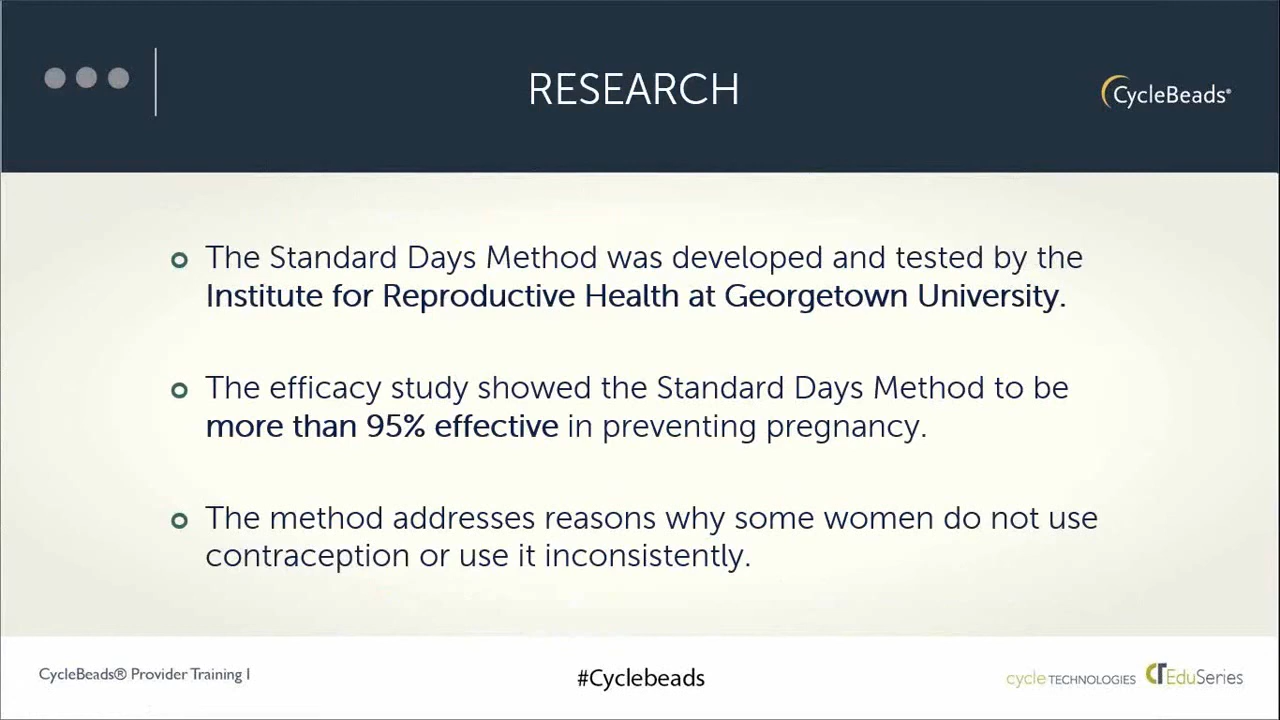 RESEARCH
CycleBeads®
The Standard Days Method was developed and tested by the
Institute for Reproductive Health at Georgetown University.
The efficacy study showed the Standard Days Method to be
more than 95% effective in preventing pregnancy.
The method addresses reasons why some women do not use
contraception or use it inconsistently.
CycleBeads® Provider Training I
#Cyclebeads
cycle TECHNOLOGIES
CT EduSeries